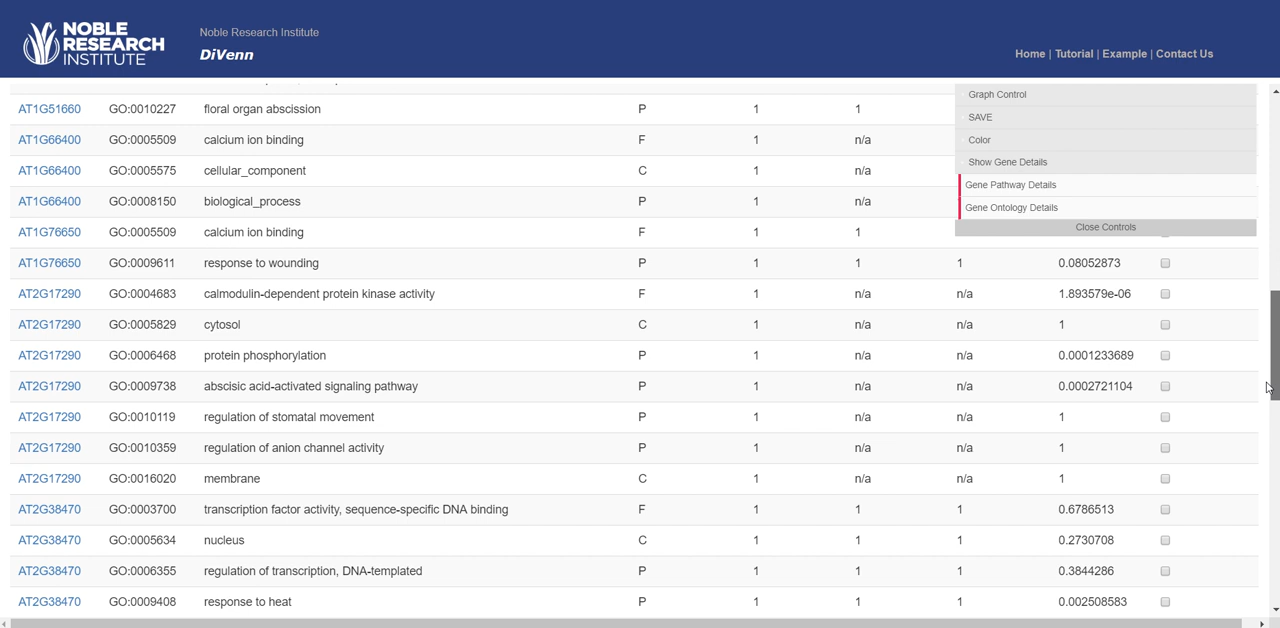 NOBLE
RESEARCH
INSTITUTE
Noble Research Institute
DiVenn
Home | Tutorial | Example | Contact Us
AT1G51660 GO:0010227 floral organ abscission P 1 1
AT1G66400 GO:0005509 calcium ion binding F 1 n/a
AT1G66400 GO:0005575 cellular_component C 1 n/a
AT1G66400 GO:0008150 biological_process P 1 n/a
AT1G76650 GO:0005509 calcium ion binding F 1 1
AT1G76650 GO:0009611 response to wounding P 1 1 1 0.08052873
AT2G17290 GO:0004683 calmodulin-dependent protein kinase activity F 1 n/a n/a 1.893579e-06
AT2G17290 GO:0005829 cytosol C 1 n/a n/a 1
AT2G17290 GO:0006468 protein phosphorylation P 1 n/a n/a 0.0001233689
AT2G17290 GO:0009738 abscisic acid-activated signaling pathway P 1 n/a n/a 0.0002721104
AT2G17290 GO:0010119 regulation of stomatal movement P 1 n/a n/a 1
AT2G17290 GO:0010359 regulation of anion channel activity P 1 n/a n/a 1
AT2G17290 GO:0016020 membrane C 1 n/a n/a 1
AT2G38470 GO:0003700 transcription factor activity, sequence-specific DNA binding F 1 1 1 0.6786513
AT2G38470 GO:0005634 nucleus C 1 1 1 0.2730708
AT2G38470 GO:0006355 regulation of transcription, DNA-templated P 1 1 1 0.3844286
AT2G38470 GO:0009408 response to heat P 1 1 1 0.002508583
Graph Control
SAVE
Color
Show Gene Details
Gene Pathway Details
Gene Ontology Details
Close Controls